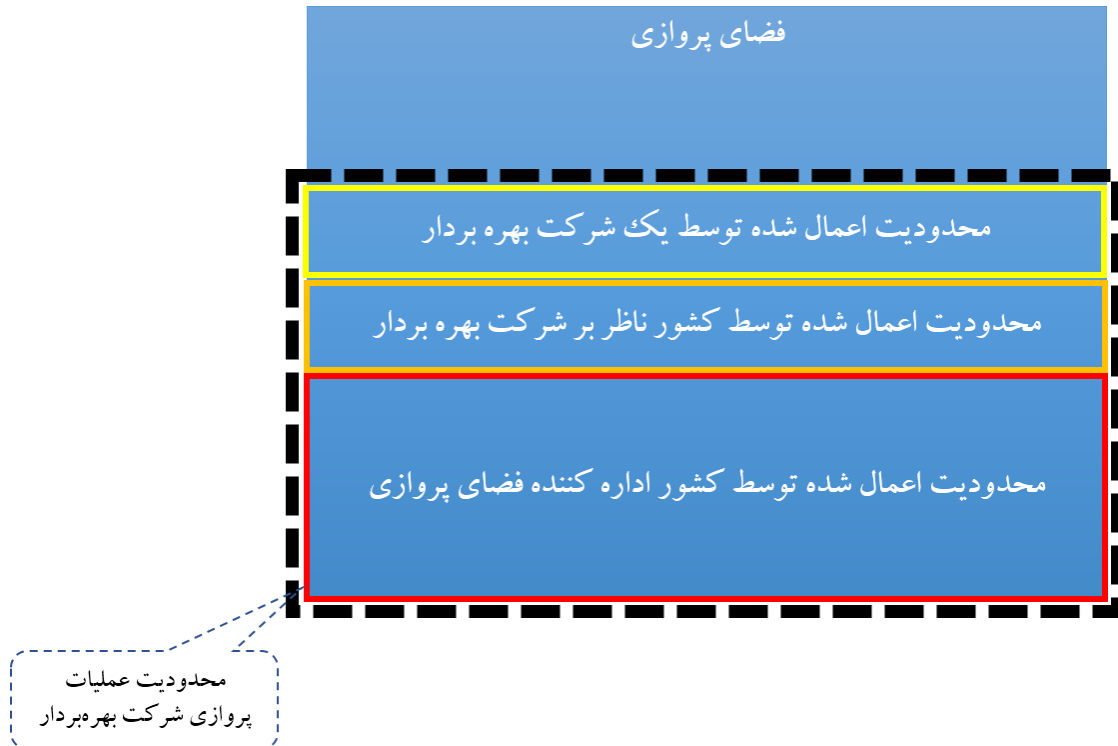 فضای پروازی
محدودیت اعمال شده توسط یک شرکت بهره بردار
محدودیت اعمال شده توسط کشور ناظر بر شرکت بهره بردار
محدودیت اعمال شده توسط کشور اداره کننده فضای پروازی
محدودیت عملیات
پروازی شرکت بهره‌بردار